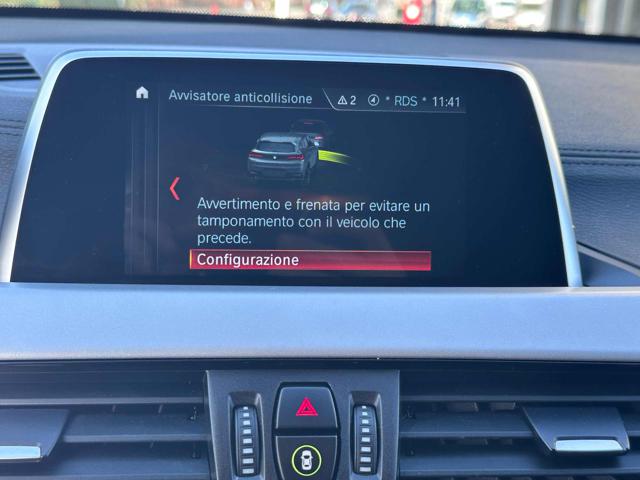 Avvisatore anticollisione 2 * RDS * 11:41
Avvertimento e frenata per evitare un
tamponamento con il veicolo che
precede.
Configurazione